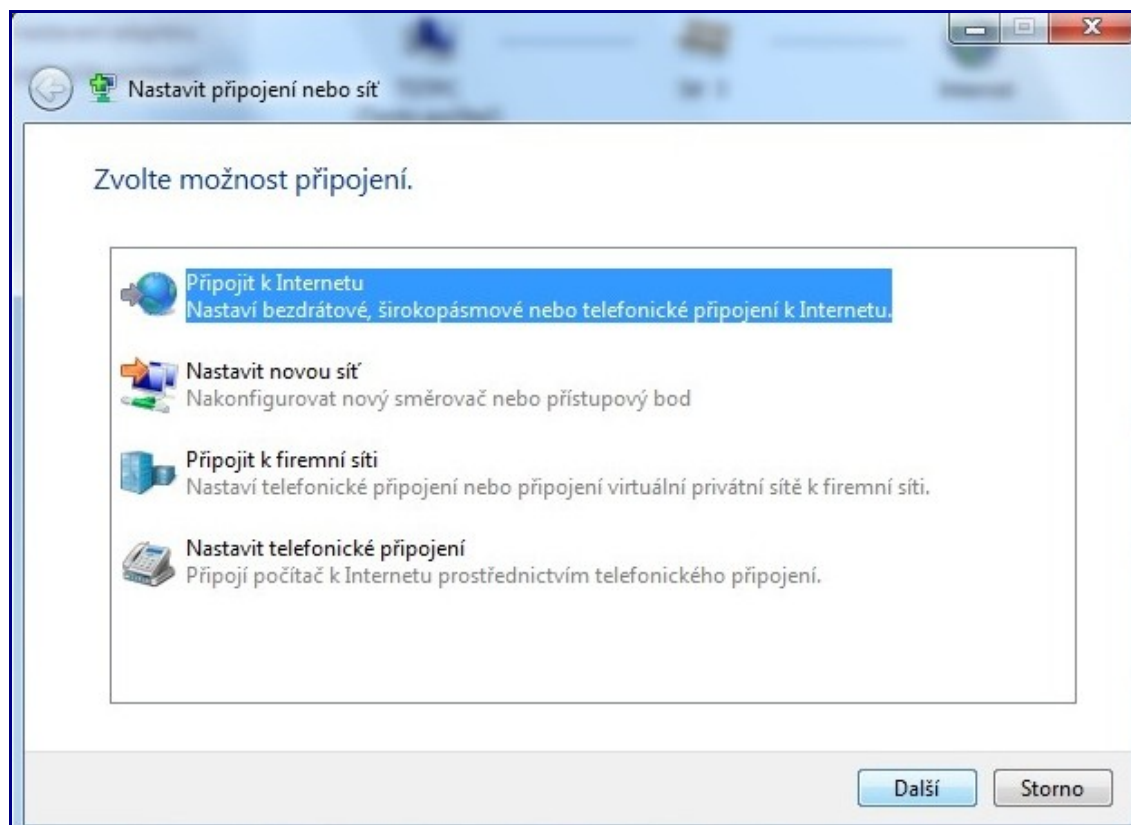 Nastavit připojení nebo síť
Zvolte možnost připojení.
Připojit k Internetu
Nastaví bezdrátové, širokopásmové nebo telefonické připojení k Internetu.
Nastavit novou síť
Nakonfigurovat nový směrovač nebo přístupový bod
Připojit k firemní síti
Nastaví telefonické připojení nebo připojení virtuální privátní sítě k firemní síti.
Nastavit telefonické připojení
Připojí počítač k Internetu prostřednictvím telefonického připojení.
Další Storno